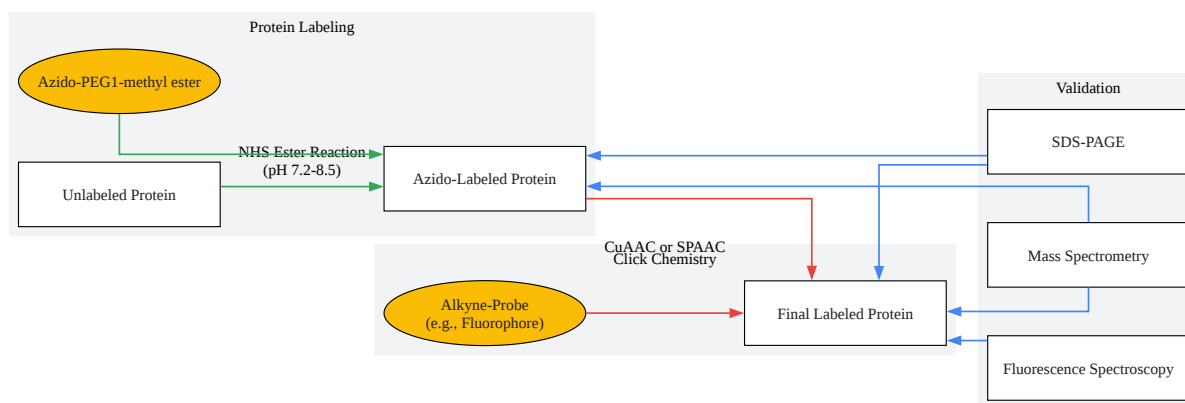 Protein Labeling
Azido-PEG1-methyl ester
NHS Ester Reaction
(pH 7.2-8.5)
Unlabeled Protein
Azido-Labeled Protein
CuAAC or SPAAC
Click Chemistry
Alkyne-Probe
(e.g., Fluorophore)
Final Labeled Protein
Validation
SDS-PAGE
Mass Spectrometry
Fluorescence Spectroscopy